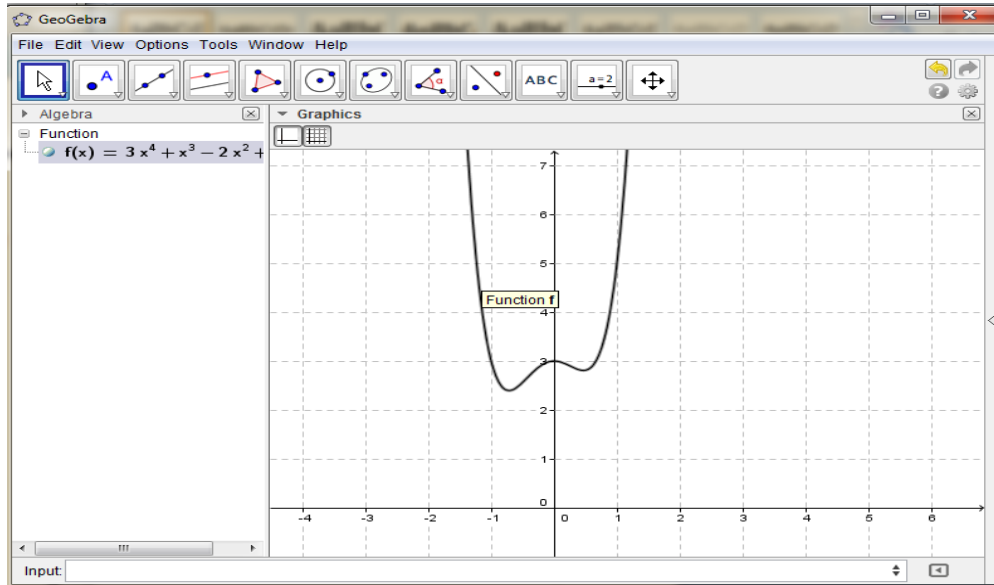 GeoGebra
File Edit View Options Tools Window Help
A
α
ABC
a=2
Algebra
Graphics
Function
f(x) = 3 x⁴ + x³ − 2 x² +
7
6
5
Function f
4
3
2
1
0
-4 -3 -2 -1 0 1 2 3 4 5 6
Input: